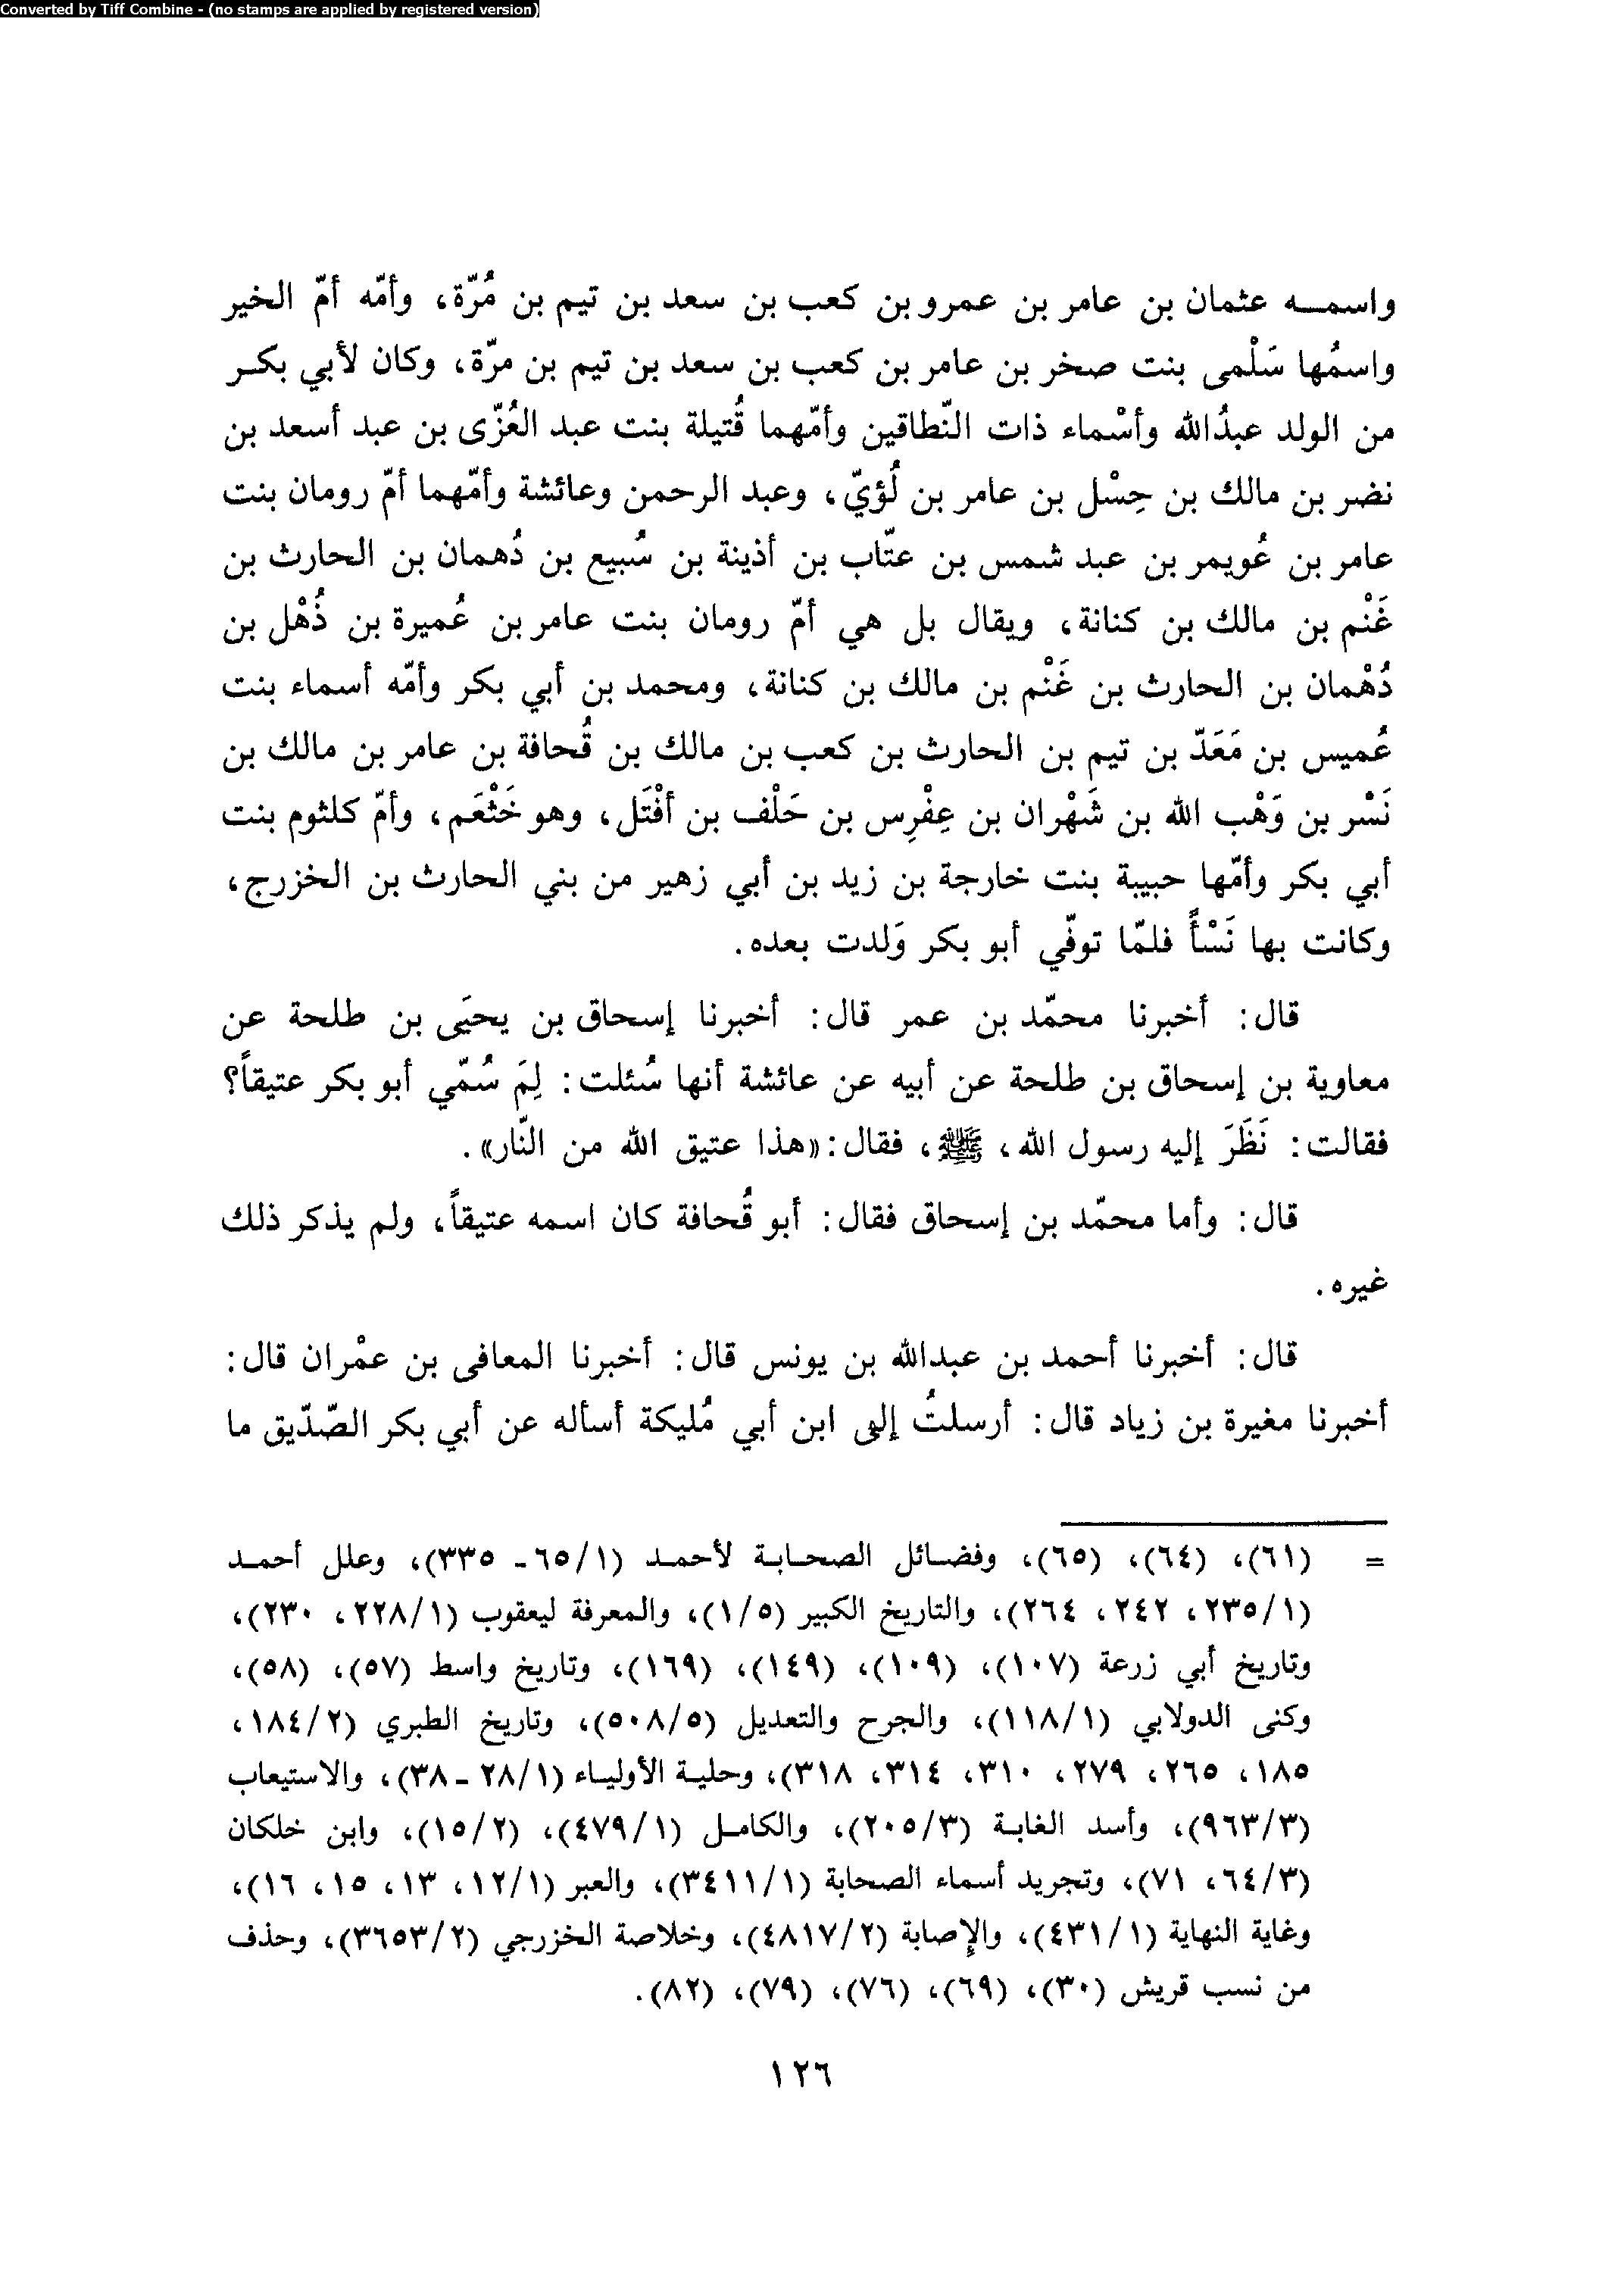 Converted by Tiff Combine - (no stamps are applied by registered version)
واسمـه عثمان بن عامر بن عمرو بن كعب بن سعد بن تيم بن مُرّة، وأمّه أمّ الخير
واسمُها سَلْمى بنت صخر بن عامر بن كعب بن سعد بن تيم بن مرّة، وكان لأبي بكـر
من الولد عبدُالله وأسْماء ذات النّطاقين وأمّهما قُتيلة بنت عبد العُزّى بن عبد أسعد بن
نضر بن مالك بن حِسْل بن عامر بن لُؤيّ، وعبد الرحمن وعائشة وأمّهما أمّ رومان بنت
عامر بن عُويمر بن عبد شمس بن عتّاب بن أذينة بن سُبيع بن دُهمان بن الحارث بن
غَنْم بن مالك بن كنانة، ويقال بل هي أمّ رومان بنت عامر بن عُميرة بن ذُهْل بن
دُهْمان بن الحارث بن غَنْم بن مالك بن كنانة، ومحمد بن أبي بكر وأمّه أسماء بنت
عُميس بن مَعَدّ بن تيم بن الحارث بن كعب بن مالك بن قُحافة بن عامر بن مالك بن
نَسْر بن وَهْب الله بن شَهْران بن عِفْرِس بن حَلْف بن أفْتَل، وهو خَثْعَم، وأمّ كلثوم بنت
أبي بكر وأمّها حبيبة بنت خارجة بن زيد بن أبي زهير من بني الحارث بن الخزرج،
وكانت بها نَسْأً فلمّا توفّي أبو بكر وَلدت بعده.
قال: أخبرنا محمّد بن عمر قال: أخبرنا إسحاق بن يحيَى بن طلحة عن
معاوية بن إسحاق بن طلحة عن أبيه عن عائشة أنها سُئلت: لِمَ سُمّي أبو بكر عتيقاً؟
فقالت: نَظَرَ إليه رسول الله، ﷺ، فقال: «هذا عتيق الله من النّار».
قال: وأما محمّد بن إسحاق فقال: أبو قُحافة كان اسمه عتيقاً، ولم يذكر ذلك
غيره.
قال: أخبرنا أحمد بن عبدالله بن يونس قال: أخبرنا المعافى بن عمْران قال:
أخبرنا مغيرة بن زياد قال: أرسلتُ إلى ابن أبي مُليكة أسأله عن أبي بكر الصّدّيق ما
= (٦١)، (٦٤)، (٦٥)، وفضـائل الصحـابـة لأحمـد (١/ ٦٥ - ٣٣٥)، وعلل أحمـد
(١/ ٢٣٥، ٢٤٢، ٢٦٤)، والتاريخ الكبير (٥/ ١)، والمعرفة ليعقوب (١/ ٢٢٨، ٢٣٠)،
وتاريخ أبي زرعة (١٠٧)، (١٠٩)، (١٤٩)، (١٦٩)، وتاريخ واسط (٥٧)، (٥٨)،
وكنى الدولابي (١/ ١١٨)، والجرح والتعديل (٥/ ٥٠٨)، وتاريخ الطبري (٢/ ١٨٤،
١٨٥، ٢٦٥، ٢٧٩، ٣١٠، ٣١٤، ٣١٨)، وحليـة الأوليـاء (١/ ٢٨ - ٣٨)، والاستيعاب
(٣/ ٩٦٣)، وأسد الغابـة (٣/ ٢٠٥)، والكامـل (١/ ٤٧٩)، (٢/ ١٥)، وابن خلكان
(٣/ ٦٤، ٧١)، وتجريد أسماء الصحابة (١/ ٣٤١١)، والعبر (١/ ١٢، ١٣، ١٥، ١٦)،
وغاية النهاية (١/ ٤٣١)، والإصابة (٢/ ٤٨١٧)، وخلاصة الخزرجي (٢/ ٣٦٥٣)، وحذف
من نسب قريش (٣٠)، (٦٩)، (٧٦)، (٧٩)، (٨٢).
١٢٦